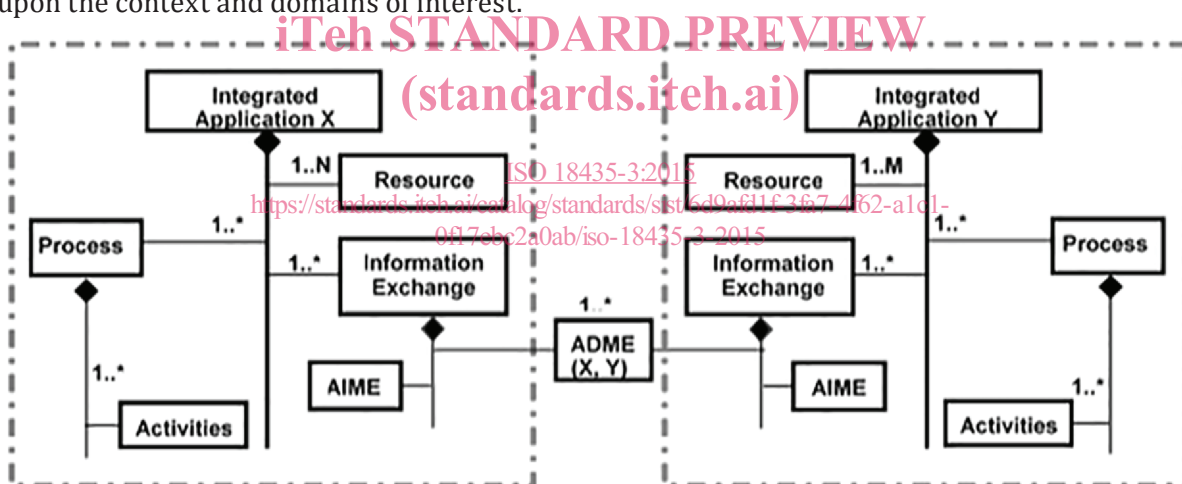 upon the context and domains of interest.
iTeh STANDARD PREVIEW
(standards.iteh.ai)
ISO 18435-3:2015
https://standards.iteh.ai/catalog/standards/sist/6d9afd1f-3fa7-4f62-a1c1-
0f17cbc2a0ab/iso-18435-3-2015
Integrated
Application X
1..N
Resource
1..*
Process
1..*
Information
Exchange
AIME
1..*
Activities
1..*
ADME
(X, Y)
Integrated
Application Y
Resource
1..M
1..*
Process
Information
Exchange
1..*
AIME
1..*
Activities